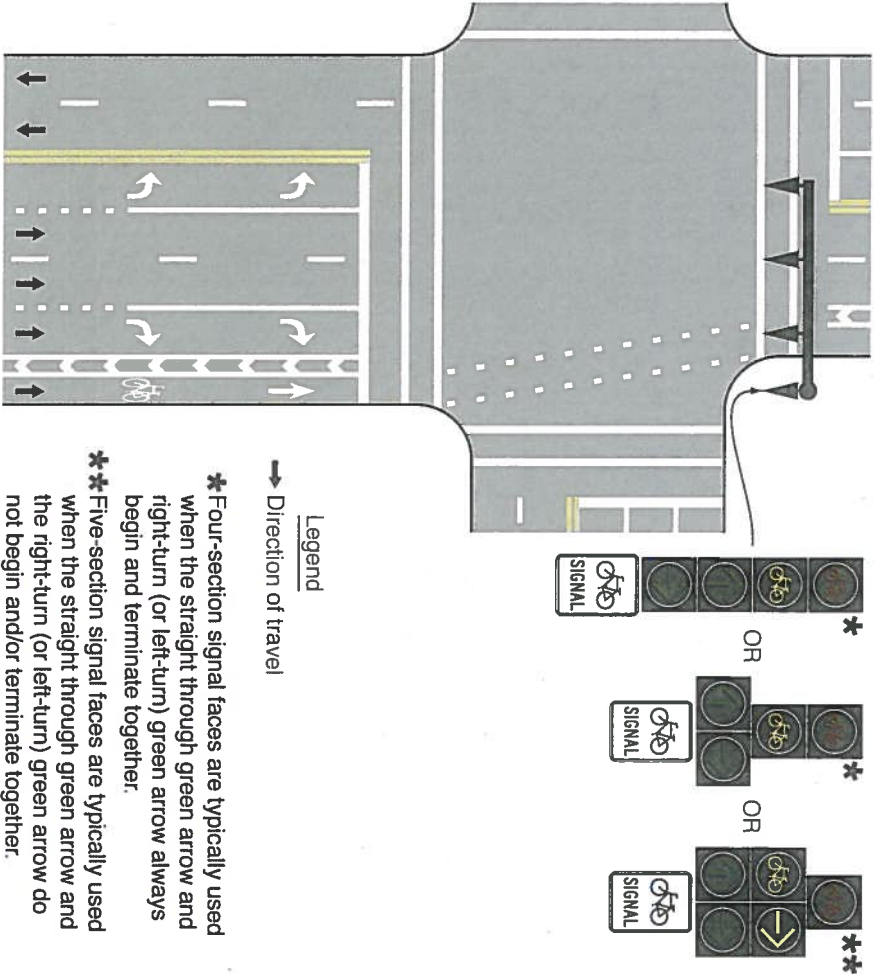 *
OR
*
OR
**
SIGNAL
SIGNAL
SIGNAL
Legend
Direction of travel
*Four-section signal faces are typically used
when the straight through green arrow and
right-turn (or left-turn) green arrow always
begin and terminate together.
**Five-section signal faces are typically used
when the straight through green arrow and
the right-turn (or left-turn) green arrow do
not begin and/or terminate together.